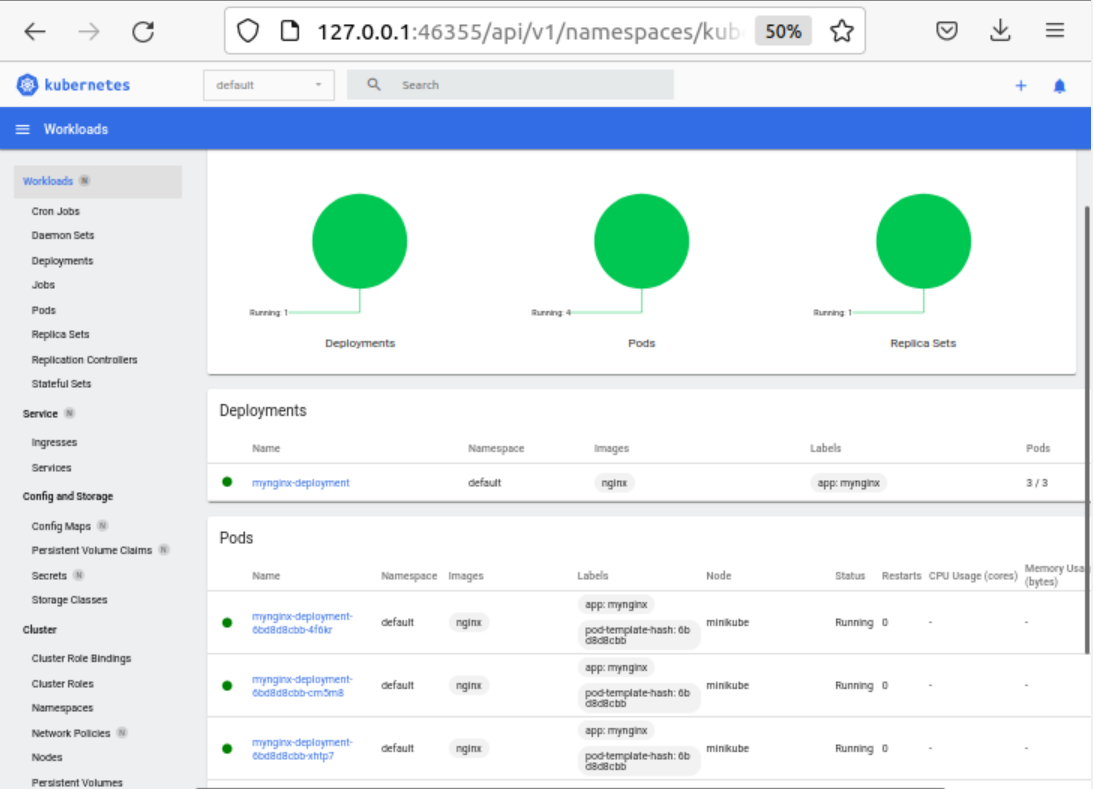 127.0.0.1:46355/api/v1/namespaces/kub 50%
kubernetes default Search +
Workloads
Workloads N
Cron Jobs
Daemon Sets
Deployments
Jobs
Pods
Replica Sets
Replication Controllers
Stateful Sets
Service N
Ingresses
Services
Config and Storage
Config Maps N
Persistent Volume Claims N
Secrets N
Storage Classes
Cluster
Cluster Role Bindings
Cluster Roles
Namespaces
Network Policies N
Nodes
Persistent Volumes
Running: 1 Running: 4 Running: 1
Deployments Pods Replica Sets
Deployments
Name Namespace Images Labels Pods
mynginx-deployment default nginx app: mynginx 3 / 3
Pods
Name Namespace Images Labels Node Status Restarts CPU Usage (cores) Memory Usa
(bytes)
app: mynginx
mynginx-deployment-
6bd8d8cbb-4f6kr default nginx pod-template-hash: 6b minikube Running 0 - -
d8d8cbb
app: mynginx
mynginx-deployment-
6bd8d8cbb-cm5m8 default nginx pod-template-hash: 6b minikube Running 0 - -
d8d8cbb
app: mynginx
mynginx-deployment-
6bd8d8cbb-xhtp7 default nginx pod-template-hash: 6b minikube Running 0 - -
d8d8cbb